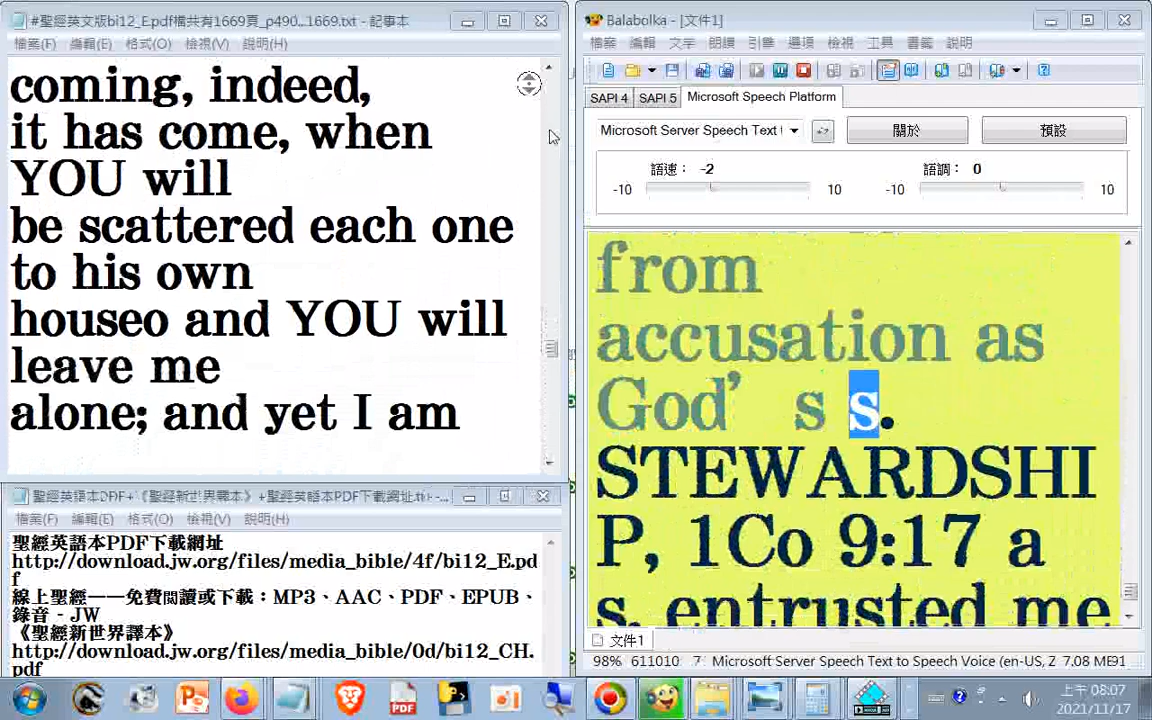 #聖經英文版bi12_E.pdf檔共有1669頁_p490...1669.txt - 記事本
檔案(F) 編輯(E) 格式(O) 檢視(V) 說明(H)
coming, indeed,
it has come, when
YOU will
be scattered each one
to his own
houseo and YOU will
leave me
alone; and yet I am
聖經英語本PDF+《聖經新世界譯本》+聖經英語本PDF下載網址.txt -...
檔案(F) 編輯(E) 格式(O) 檢視(V) 說明(H)
聖經英語本PDF下載網址
http://download.jw.org/files/media_bible/4f/bi12_E.pd
f
線上聖經——免費閱讀或下載：MP3、AAC、PDF、EPUB、
錄音 - JW
《聖經新世界譯本》
http://download.jw.org/files/media_bible/0d/bi12_CH.
pdf
Balabolka - [文件1]
檔案 編輯 文字 朗讀 引擎 選項 檢視 工具 書籤 說明
SAPI 4 SAPI 5 Microsoft Speech Platform
Microsoft Server Speech Text 關於 預設
語速： -2 語調： 0
-10 10 -10 10
from
accusation as
God’ s s.
STEWARDSHI
P, 1Co 9:17 a
s. entrusted me
文件1
98% 611010 7 Microsoft Server Speech Text to Speech Voice (en-US, Z 7.08 ME91
PDF
上午 08:07
2021/11/17